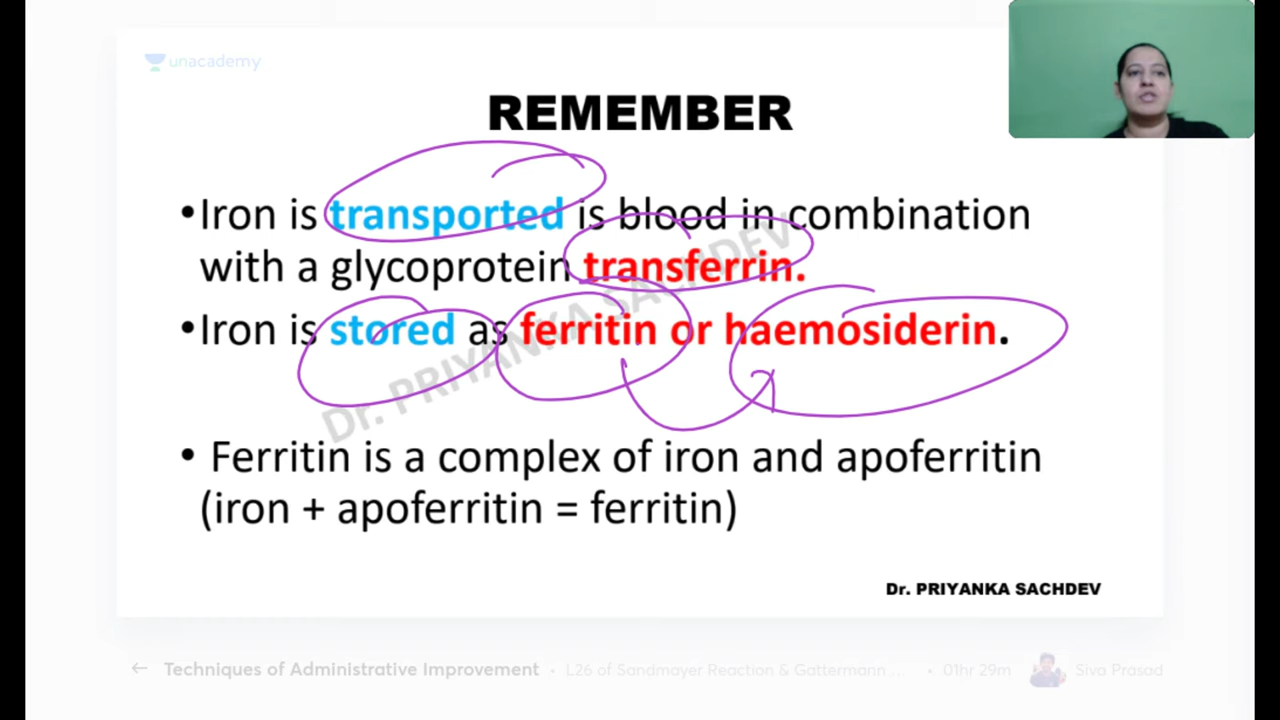 unacademy
REMEMBER
•Iron is transported is blood in combination
with a glycoprotein transferrin.
•Iron is stored as ferritin or haemosiderin.
Dr. PRIYANKA SACHDEV
• Ferritin is a complex of iron and apoferritin
(iron + apoferritin = ferritin)
Dr. PRIYANKA SACHDEV
← Techniques of Administrative Improvement • L26 of Sandmayer Reaction & Gattermann ... • 01hr 29m Siva Prasad